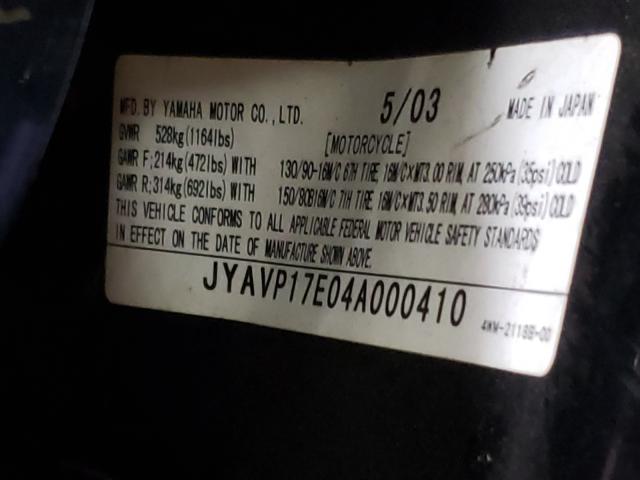 MFD.BY YAMAHA MOTOR CO.,LTD. 5/03 MADE IN JAPAN
GVWR 528kg(1164lbs) [MOTORCYCLE]
GAWR F;214kg(472lbs) WITH 130/90-16M/C 67H TIRE 16M/C×MT3.00 RIM, AT 250kPa(35psi)COLD
GAWR R;314kg(692lbs) WITH 150/80B16M/C 71H TIRE 16M/C×MT3.50 RIM, AT 280kPa(39psi)COLD
THIS VEHICLE CONFORMS TO ALL APPLICABLE FEDERAL MOTOR VEHICLE SAFETY STANDARDS
IN EFFECT ON THE DATE OF MANUFACTURE SHOWN ABOVE.
JYAVP17E04A000410
4WM-2118B-00